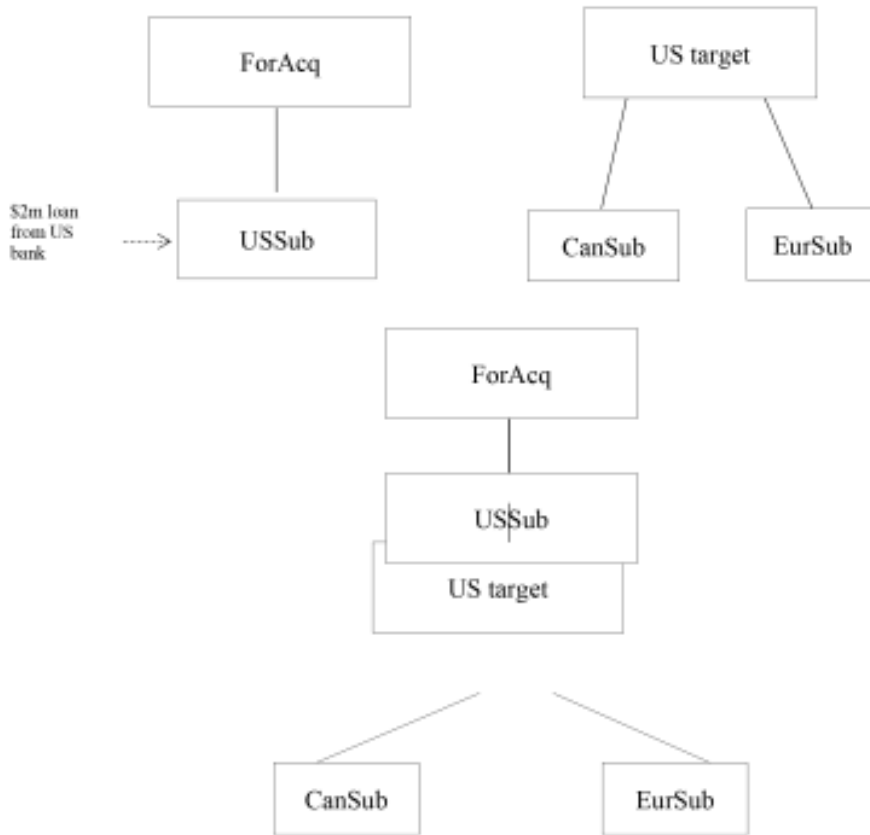 ForAcq
US target
$2m loan
from US
bank
USSub
CanSub
EurSub
ForAcq
USSub
US target
CanSub
EurSub